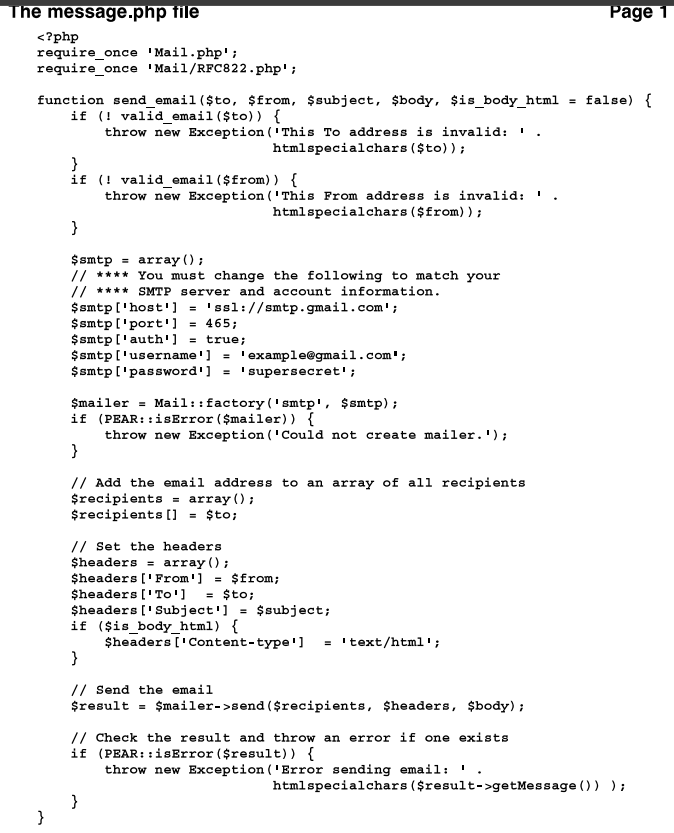 The message.php file Page 1
<?php
require_once 'Mail.php';
require_once 'Mail/RFC822.php';

function send_email($to, $from, $subject, $body, $is_body_html = false) {
    if (! valid_email($to)) {
        throw new Exception('This To address is invalid: ' .
                            htmlspecialchars($to));
    }
    if (! valid_email($from)) {
        throw new Exception('This From address is invalid: ' .
                            htmlspecialchars($from));
    }

    $smtp = array();
    // **** You must change the following to match your
    // **** SMTP server and account information.
    $smtp['host'] = 'ssl://smtp.gmail.com';
    $smtp['port'] = 465;
    $smtp['auth'] = true;
    $smtp['username'] = 'example@gmail.com';
    $smtp['password'] = 'supersecret';

    $mailer = Mail::factory('smtp', $smtp);
    if (PEAR::isError($mailer)) {
        throw new Exception('Could not create mailer.');
    }

    // Add the email address to an array of all recipients
    $recipients = array();
    $recipients[] = $to;

    // Set the headers
    $headers = array();
    $headers['From'] = $from;
    $headers['To']  = $to;
    $headers['Subject'] = $subject;
    if ($is_body_html) {
        $headers['Content-type']  = 'text/html';
    }

    // Send the email
    $result = $mailer->send($recipients, $headers, $body);

    // Check the result and throw an error if one exists
    if (PEAR::isError($result)) {
        throw new Exception('Error sending email: ' .
                            htmlspecialchars($result->getMessage()) );
    }
}